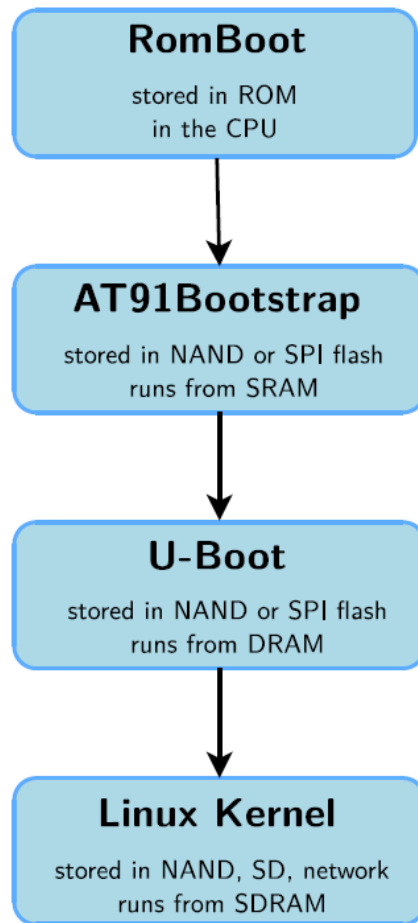 RomBoot
stored in ROM
in the CPU
AT91Bootstrap
stored in NAND or SPI flash
runs from SRAM
U-Boot
stored in NAND or SPI flash
runs from DRAM
Linux Kernel
stored in NAND, SD, network
runs from SDRAM